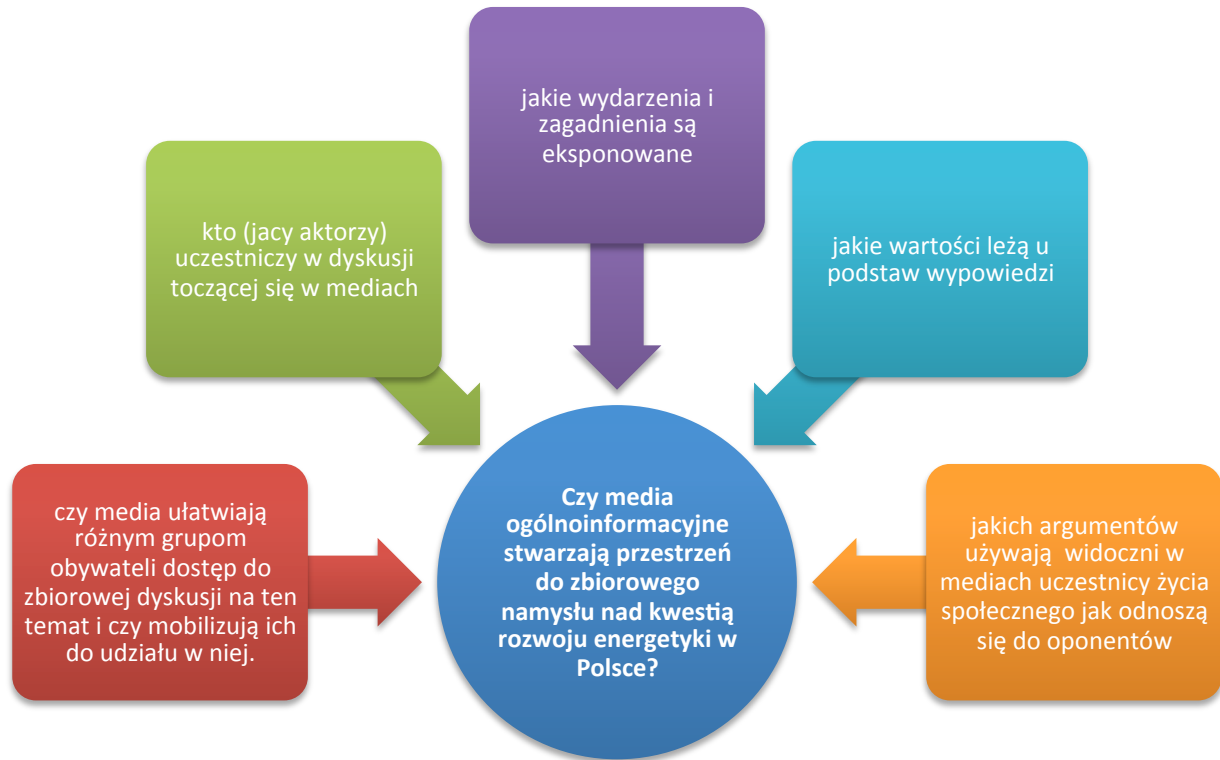 jakie wydarzenia i
zagadnienia są
eksponowane
kto (jacy aktorzy)
uczestniczy w dyskusji
toczącej się w mediach
jakie wartości leżą u
podstaw wypowiedzi
czy media ułatwiają
różnym grupom
obywateli dostęp do
zbiorowej dyskusji na ten
temat i czy mobilizują ich
do udziału w niej.
Czy media
ogólnoinformacyjne
stwarzają przestrzeń
do zbiorowego
namysłu nad kwestią
rozwoju energetyki w
Polsce?
jakich argumentów
używają  widoczni w
mediach uczestnicy życia
społecznego jak odnoszą
się do oponentów